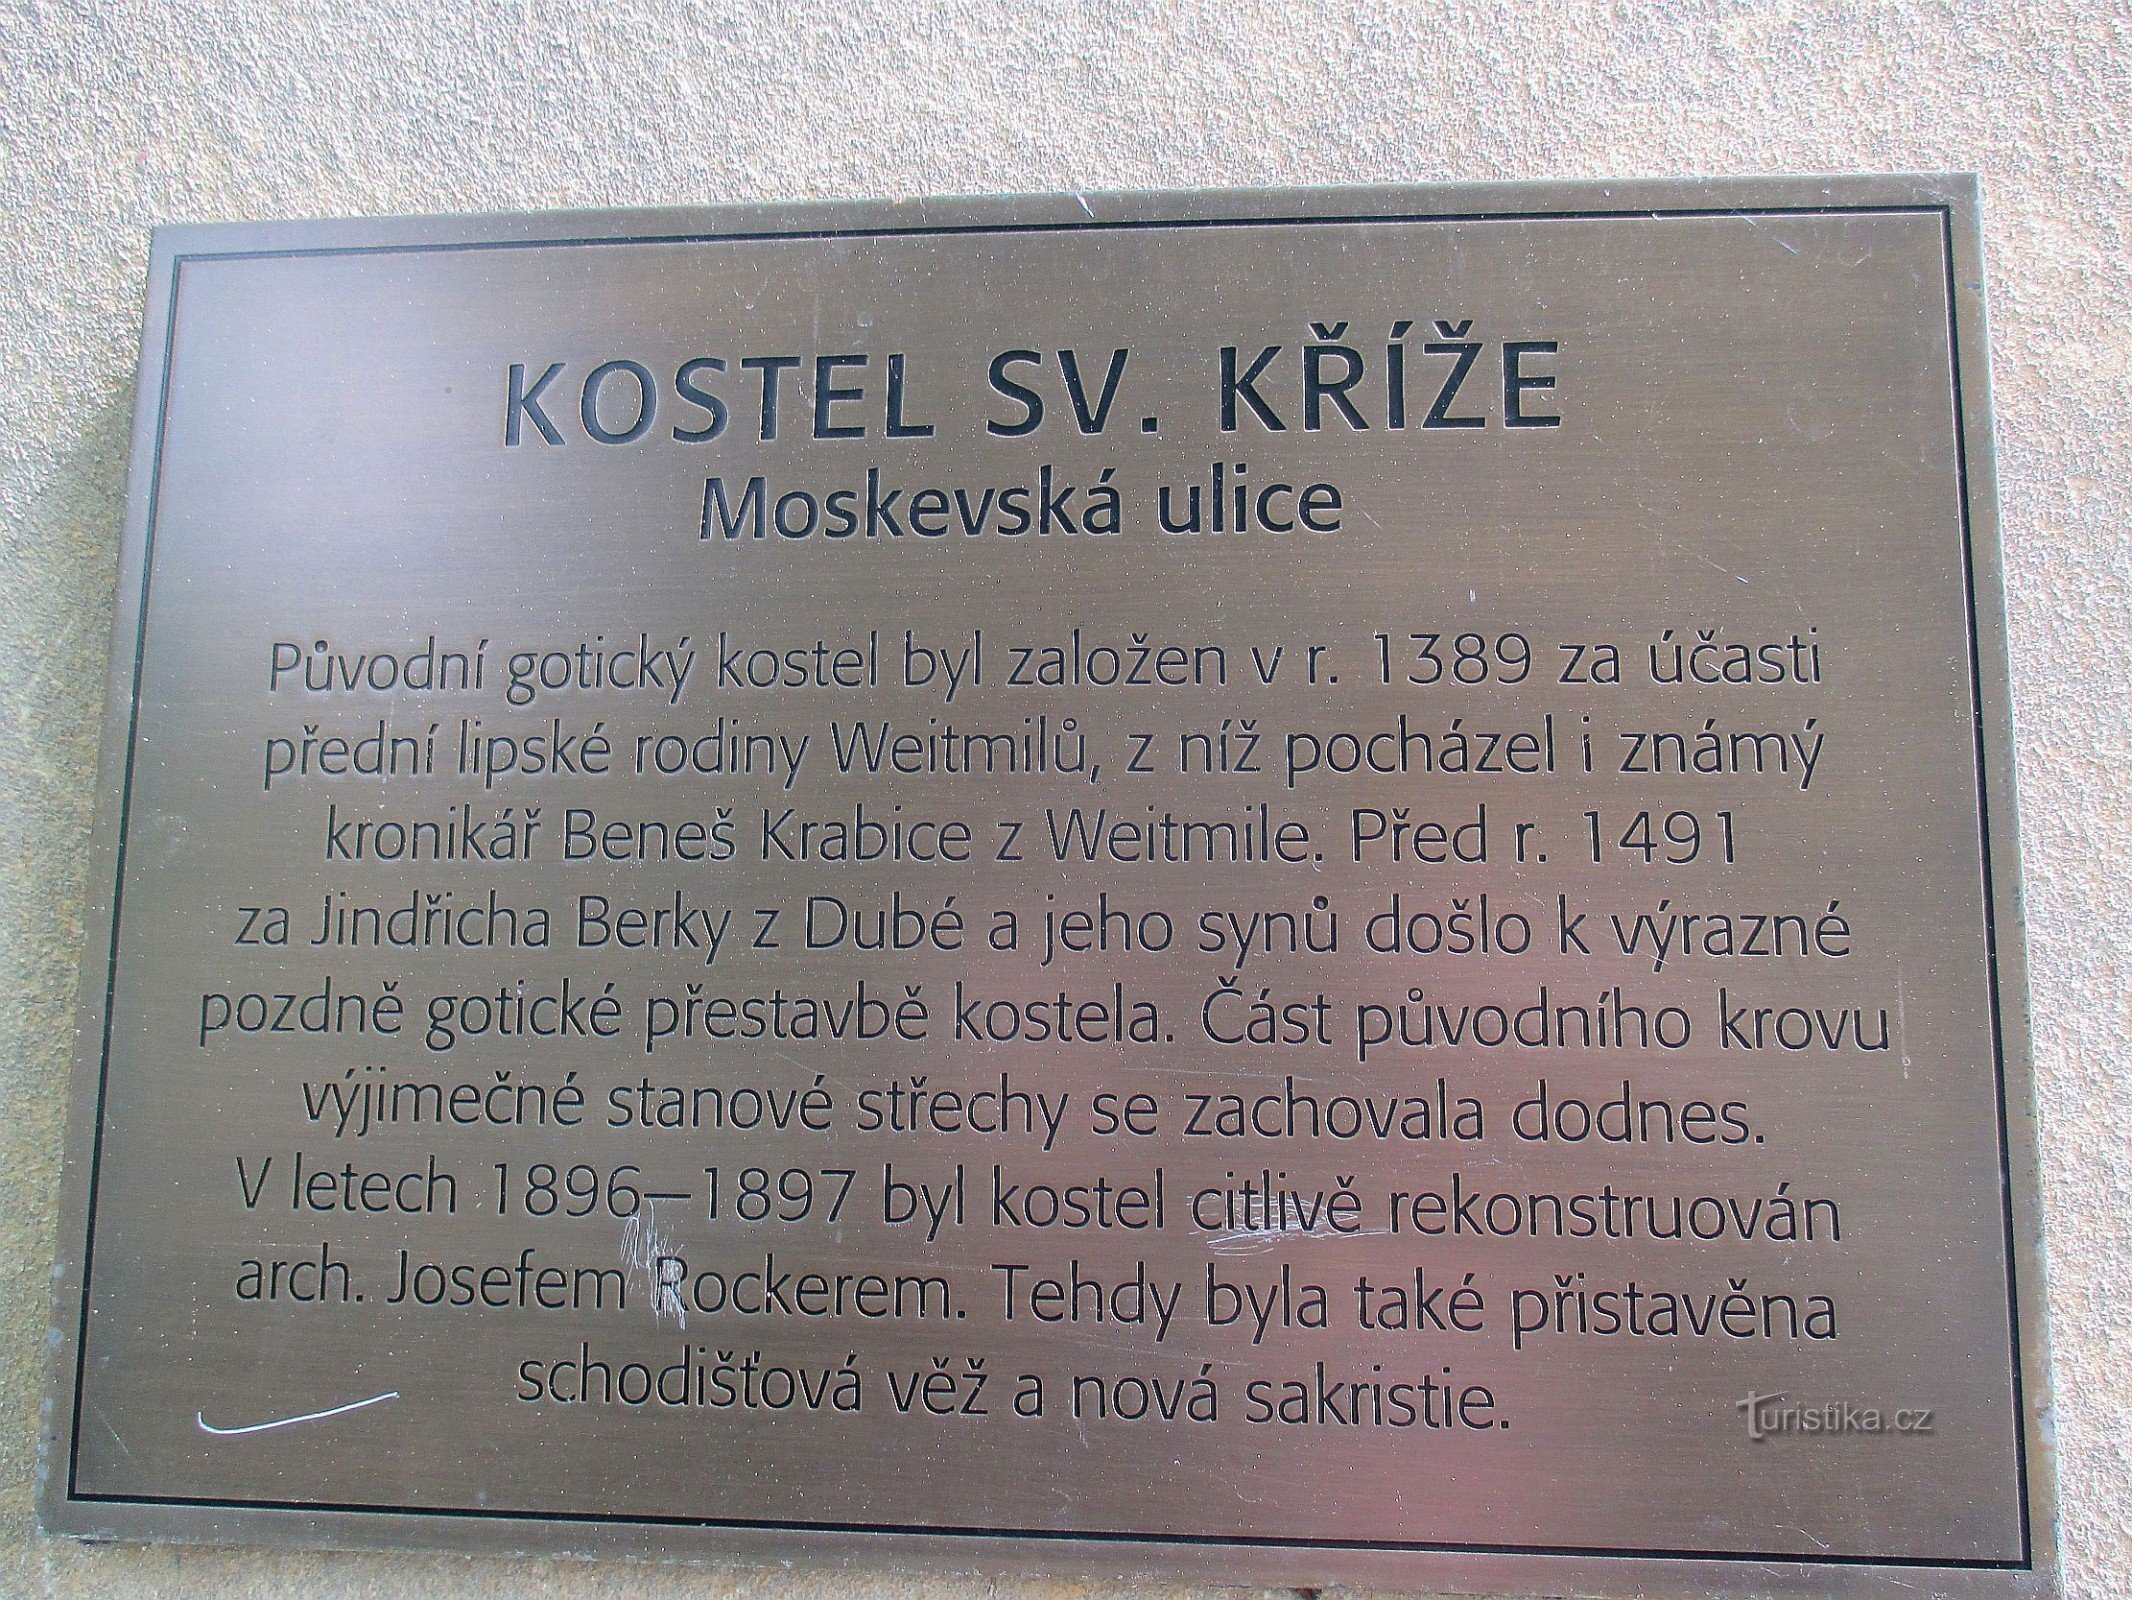 KOSTEL SV. KŘÍŽE
Moskevská ulice
Původní gotický kostel byl založen v r. 1389 za účasti
přední lipské rodiny Weitmilů, z níž pocházel i známý
kronikář Beneš Krabice z Weitmile. Před r. 1491
za Jindřicha Berky z Dubé a jeho synů došlo k výrazné
pozdně gotické přestavbě kostela. Část původního krovu
výjimečné stanové střechy se zachovala dodnes.
V letech 1896–1897 byl kostel citlivě rekonstruován
arch. Josefem Rockerem. Tehdy byla také přistavěna
schodišťová věž a nová sakristie.
Turistika.cz